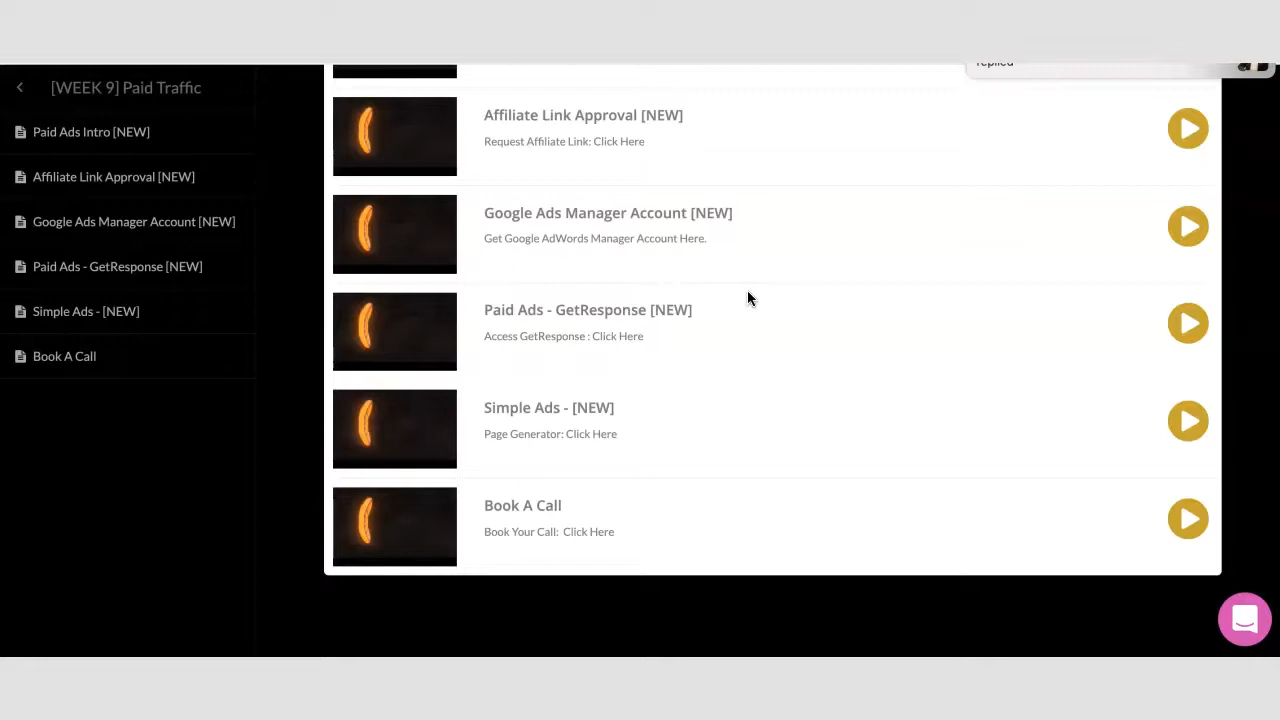 [WEEK 9] Paid Traffic
Paid Ads Intro [NEW]
Affiliate Link Approval [NEW]
Google Ads Manager Account [NEW]
Paid Ads - GetResponse [NEW]
Simple Ads - [NEW]
Book A Call
replied
Affiliate Link Approval [NEW]
Request Affiliate Link: Click Here
Google Ads Manager Account [NEW]
Get Google AdWords Manager Account Here.
Paid Ads - GetResponse [NEW]
Access GetResponse : Click Here
Simple Ads - [NEW]
Page Generator: Click Here
Book A Call
Book Your Call:  Click Here